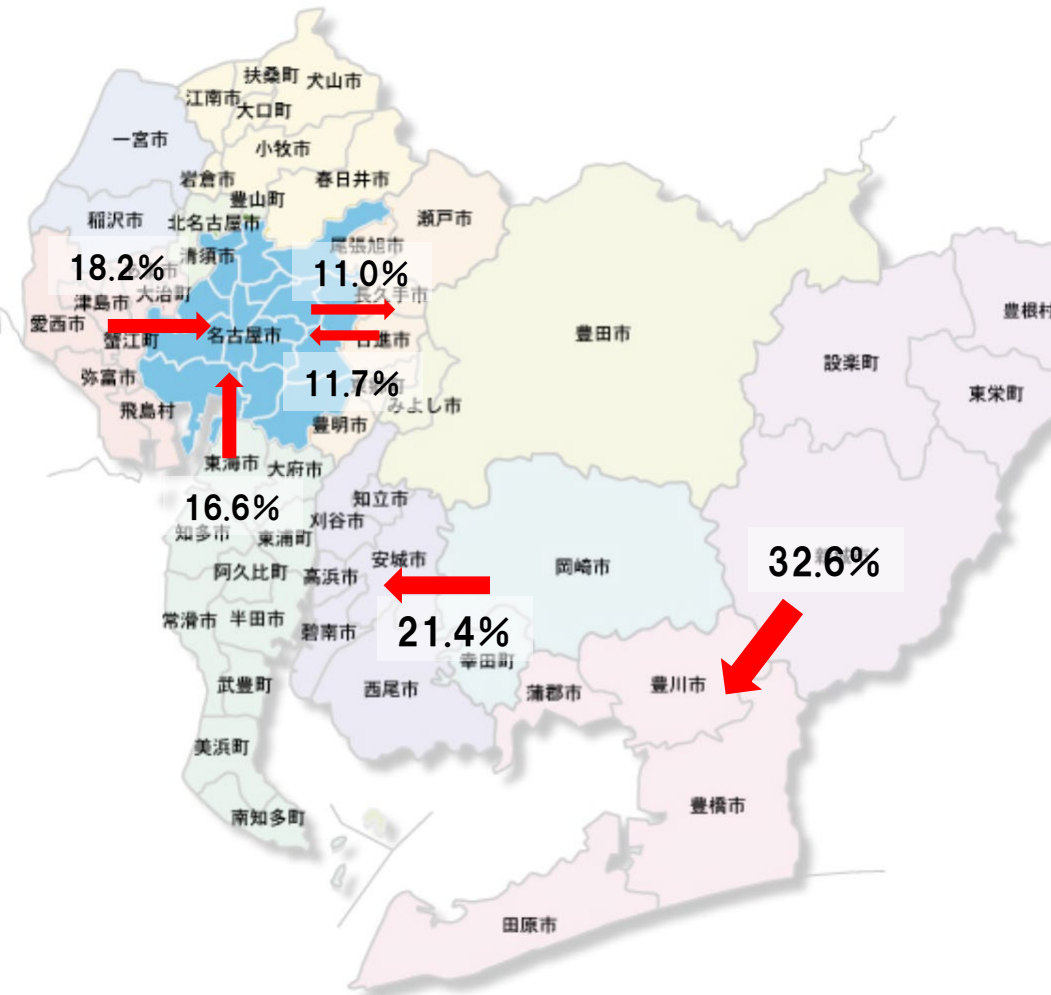 扶桑町
犬山市
江南市
大口町
一宮市
小牧市
岩倉市
春日井市
豊山町
稲沢市
北名古屋市
瀬戸市
清須市
尾張旭市
18.2%
11.0%
津島市
大治町
長久手市
愛西市
蟹江町
名古屋市
日進市
豊田市
豊根村
設楽町
弥富市
11.7%
東栄町
飛島村
みよし市
豊明市
東海市
大府市
16.6%
知立市
刈谷市
知多市
東浦町
安城市
32.6%
阿久比町
高浜市
岡崎市
常滑市
半田市
碧南市
21.4%
幸田町
武豊町
西尾市
蒲郡市
豊川市
美浜町
南知多町
豊橋市
田原市